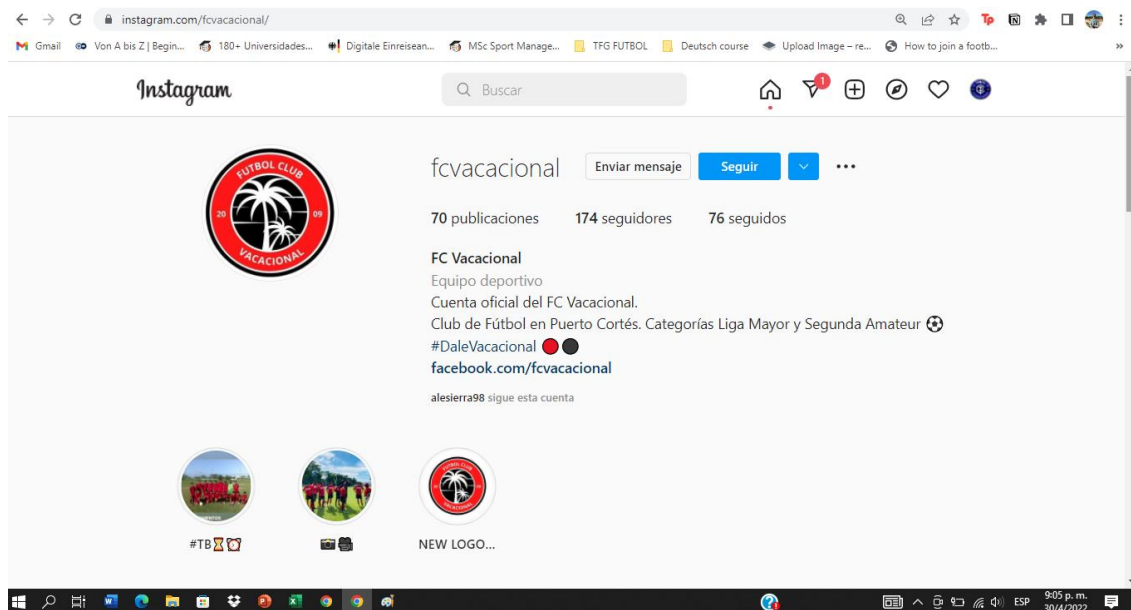 instagram.com/fcvacacional/
Gmail
Von A bis Z | Begin...
180+ Universidades...
Digitale Einreisean...
MSc Sport Manage...
TFG FUTBOL
Deutsch course
Upload Image – re...
How to join a footb...
»
Instagram
Buscar
1
FUTBOL CLUB
20 09
VACACIONAL
fcvacacional
Enviar mensaje
Seguir
70 publicaciones 174 seguidores 76 seguidos
FC Vacacional
Equipo deportivo
Cuenta oficial del FC Vacacional.
Club de Fútbol en Puerto Cortés. Categorías Liga Mayor y Segunda Amateur ⚽
#DaleVacacional 🔴⚫
facebook.com/fcvacacional
alesierra98 sigue esta cuenta
#TB⌛⏰
📷🎥
NEW LOGO...
ESP
9:05 p. m.
30/4/2022